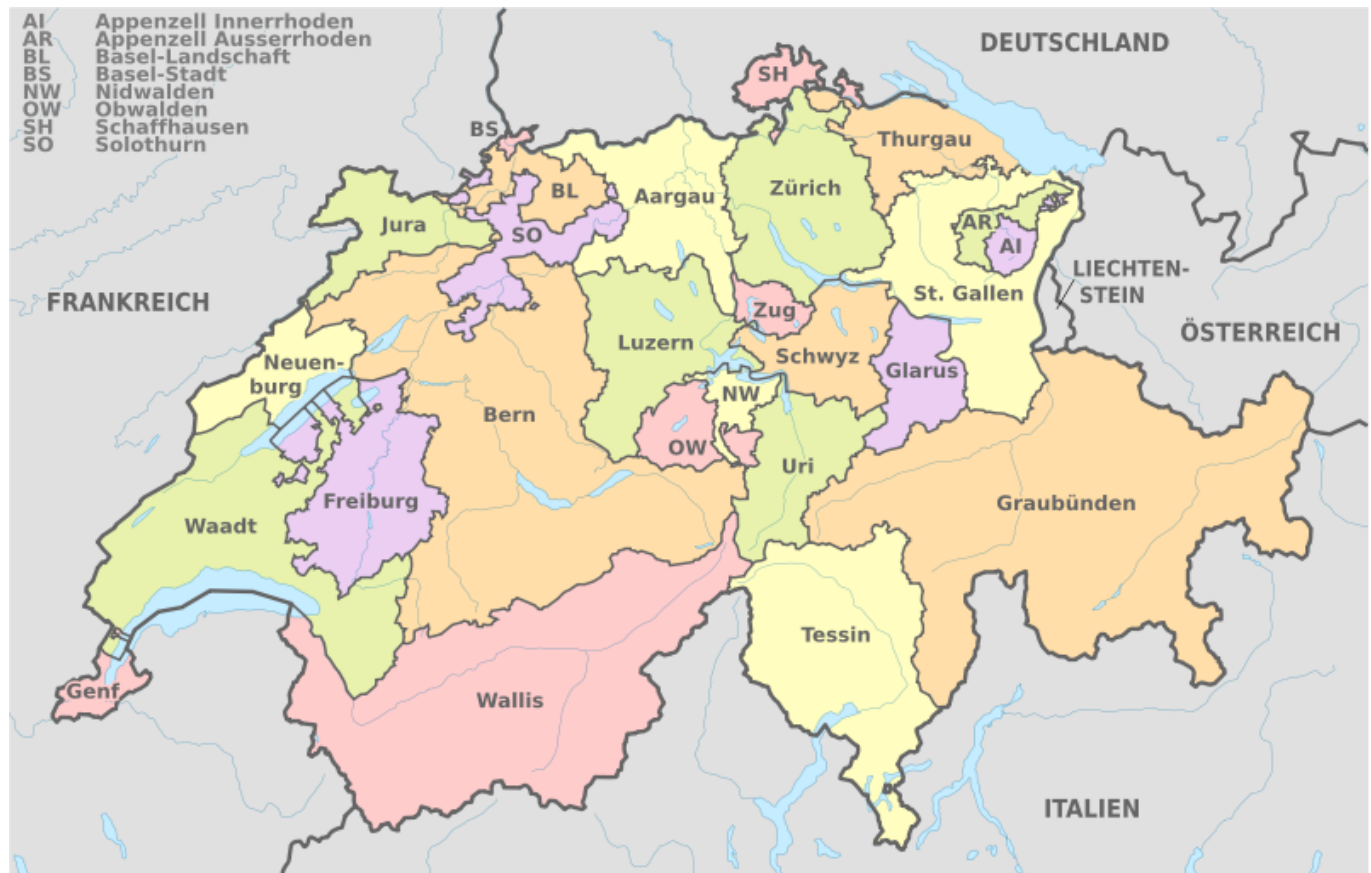 AI Appenzell Innerrhoden
AR Appenzell Ausserrhoden
BL Basel-Landschaft
BS Basel-Stadt
NW Nidwalden
OW Obwalden
SH Schaffhausen
SO Solothurn
DEUTSCHLAND
SH
BS
Thurgau
BL
Aargau
Zürich
Jura
SO
AR
AI
FRANKREICH
LIECHTEN-
STEIN
St. Gallen
Zug
ÖSTERREICH
Luzern
Schwyz
Neuen-
burg
Glarus
NW
Bern
OW
Uri
Freiburg
Graubünden
Waadt
Tessin
Genf
Wallis
ITALIEN